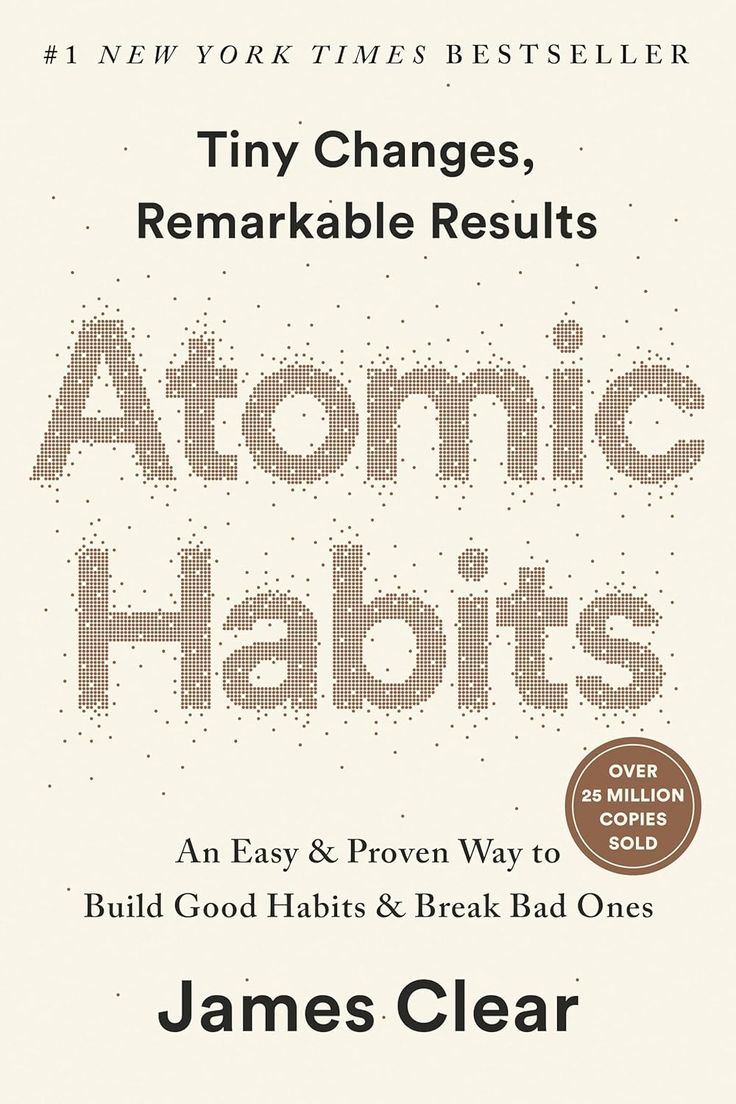 #1 NEW YORK TIMES BESTSELLER
Tiny Changes,
Remarkable Results
Atomic
Habits
OVER
25 MILLION
COPIES
SOLD
An Easy & Proven Way to
Build Good Habits & Break Bad Ones
James Clear